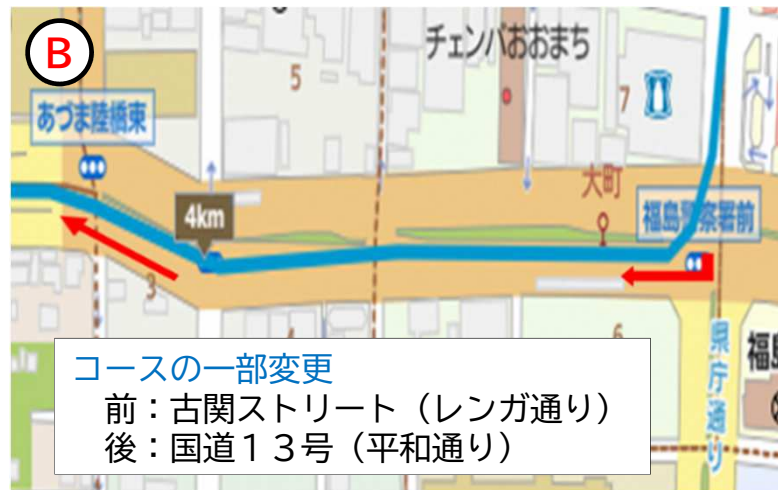 B
チェンバおおまち
5
7
あづま陸橋東
大町
4km
福島警察署前
3
4
6
県庁通り
福島
コースの一部変更
前：古関ストリート（レンガ通り）
後：国道１３号（平和通り）